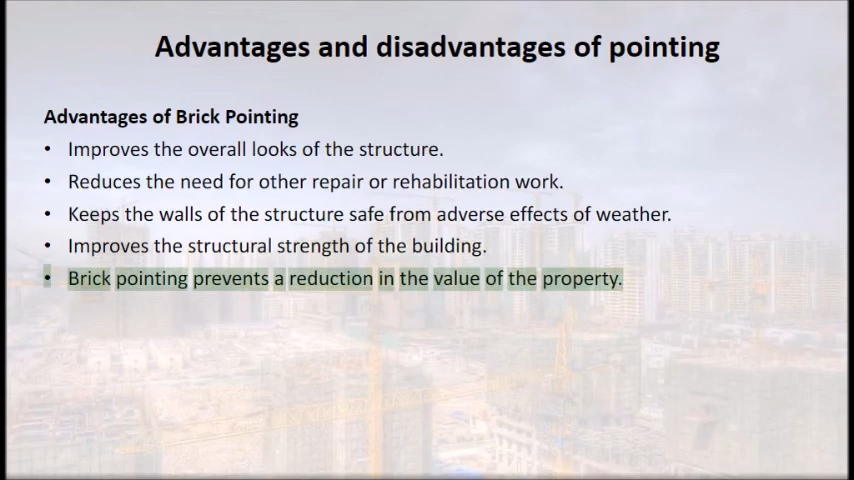 Advantages and disadvantages of pointing
Advantages of Brick Pointing
• Improves the overall looks of the structure.
• Reduces the need for other repair or rehabilitation work.
• Keeps the walls of the structure safe from adverse effects of weather.
• Improves the structural strength of the building.
• Brick pointing prevents a reduction in the value of the property.